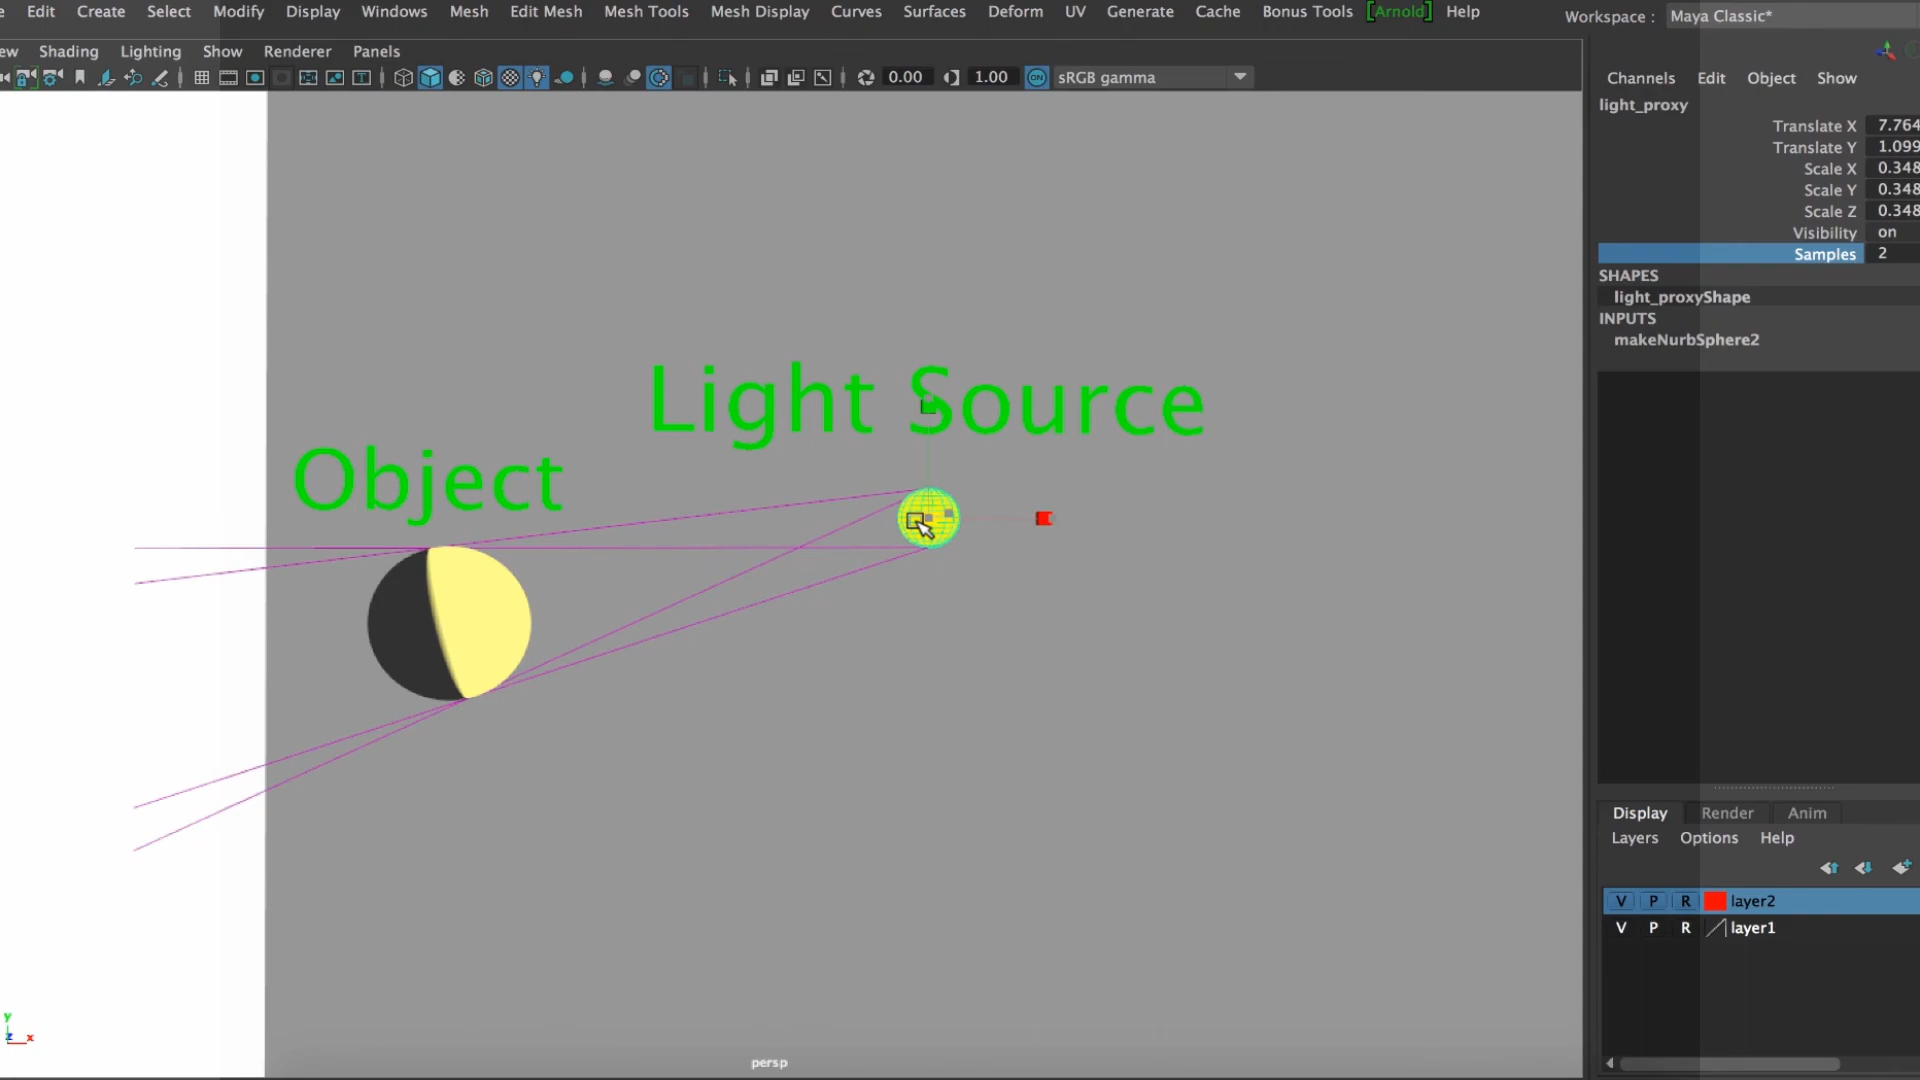 Edit Create Select Modify Display Windows Mesh Edit Mesh Mesh Tools Mesh Display Curves Surfaces Deform UV Generate Cache Bonus Tools [Arnold] Help
Workspace : Maya Classic*
ew Shading Lighting Show Renderer Panels
0.00 1.00 ON sRGB gamma
Channels Edit Object Show
light_proxy
Translate X 7.764
Translate Y 1.099
Scale X 0.348
Scale Y 0.348
Scale Z 0.348
Visibility on
Samples 2
SHAPES
light_proxyShape
INPUTS
makeNurbSphere2
Light Source
Object
Display Render Anim
Layers Options Help
V P R layer2
V P R layer1
y
z x
persp